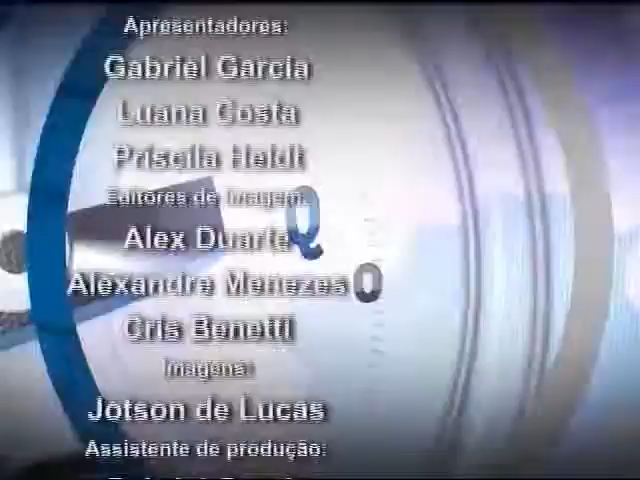 Apresentadores:
Gabriel Garcia
Luana Costa
Priscila Heldt
Editores de Imagem:
Alex Duarte
Q
Alexandre Menezes
O
Cris Benetti
Imagens:
Jotson de Lucas
Assistente de produção: